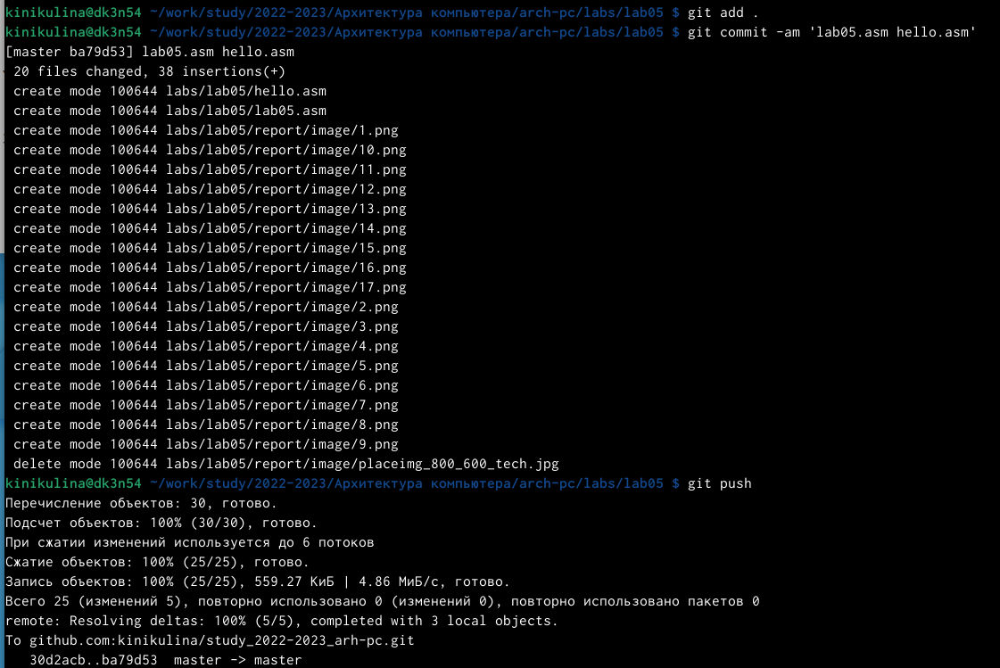 kinikulina@dk3n54 ~/work/study/2022-2023/Архитектура компьютера/arch-pc/labs/lab05 $ git add .
kinikulina@dk3n54 ~/work/study/2022-2023/Архитектура компьютера/arch-pc/labs/lab05 $ git commit -am 'lab05.asm hello.asm'
[master ba79d53] lab05.asm hello.asm
 20 files changed, 38 insertions(+)
 create mode 100644 labs/lab05/hello.asm
 create mode 100644 labs/lab05/lab05.asm
 create mode 100644 labs/lab05/report/image/1.png
 create mode 100644 labs/lab05/report/image/10.png
 create mode 100644 labs/lab05/report/image/11.png
 create mode 100644 labs/lab05/report/image/12.png
 create mode 100644 labs/lab05/report/image/13.png
 create mode 100644 labs/lab05/report/image/14.png
 create mode 100644 labs/lab05/report/image/15.png
 create mode 100644 labs/lab05/report/image/16.png
 create mode 100644 labs/lab05/report/image/17.png
 create mode 100644 labs/lab05/report/image/2.png
 create mode 100644 labs/lab05/report/image/3.png
 create mode 100644 labs/lab05/report/image/4.png
 create mode 100644 labs/lab05/report/image/5.png
 create mode 100644 labs/lab05/report/image/6.png
 create mode 100644 labs/lab05/report/image/7.png
 create mode 100644 labs/lab05/report/image/8.png
 create mode 100644 labs/lab05/report/image/9.png
 delete mode 100644 labs/lab05/report/image/placeimg_800_600_tech.jpg
kinikulina@dk3n54 ~/work/study/2022-2023/Архитектура компьютера/arch-pc/labs/lab05 $ git push
Перечисление объектов: 30, готово.
Подсчет объектов: 100% (30/30), готово.
При сжатии изменений используется до 6 потоков
Сжатие объектов: 100% (25/25), готово.
Запись объектов: 100% (25/25), 559.27 КиБ | 4.86 МиБ/с, готово.
Всего 25 (изменений 5), повторно использовано 0 (изменений 0), повторно использовано пакетов 0
remote: Resolving deltas: 100% (5/5), completed with 3 local objects.
To github.com:kinikulina/study_2022-2023_arh-pc.git
   30d2acb..ba79d53  master -> master